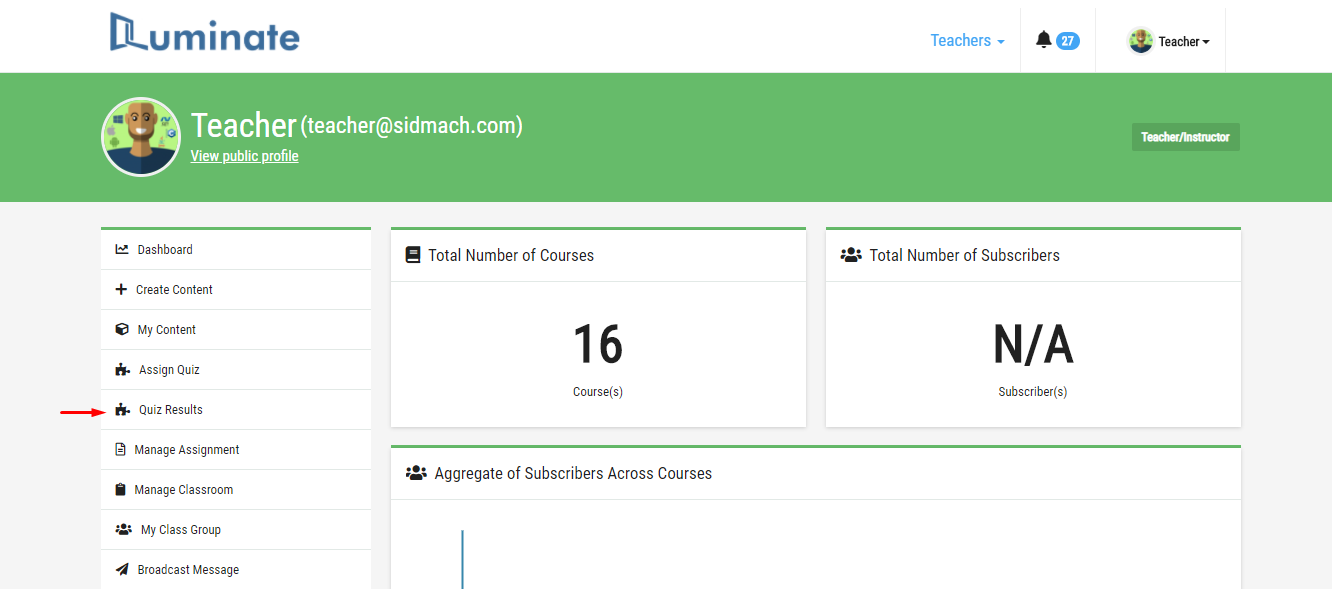 Luminate
Teachers
27
Teacher
Teacher (teacher@sidmach.com)
View public profile
Teacher/Instructor
Dashboard
Create Content
My Content
Assign Quiz
Quiz Results
Manage Assignment
Manage Classroom
My Class Group
Broadcast Message
Total Number of Courses
16
Course(s)
Total Number of Subscribers
N/A
Subscriber(s)
Aggregate of Subscribers Across Courses